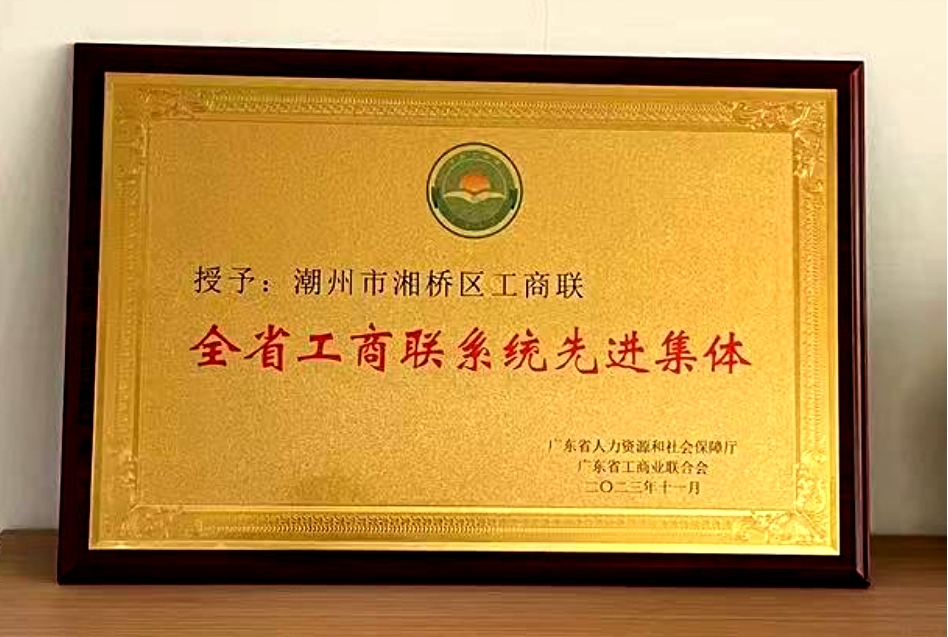 授予：潮州市湘桥区工商联
全省工商联系统先进集体
广东省人力资源和社会保障厅
广东省工商业联合会
二〇二三年十一月